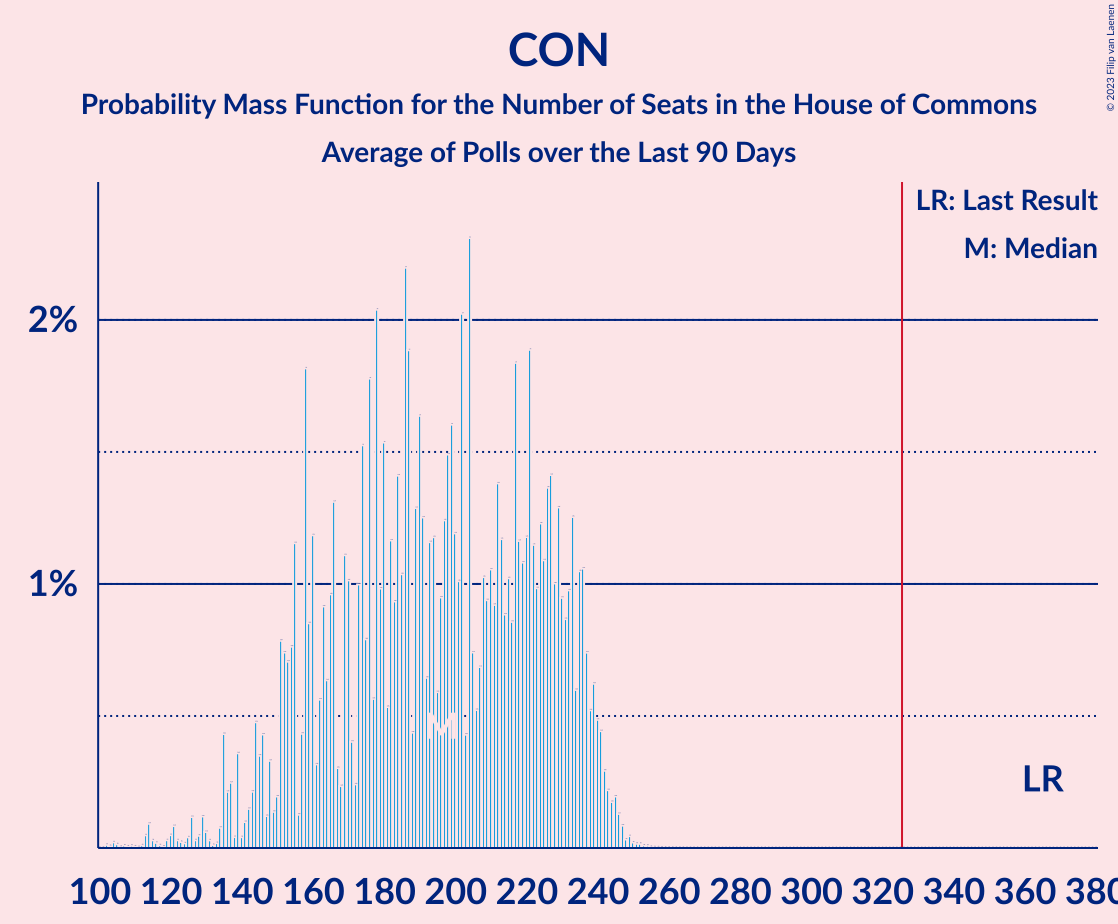 CON
Probability Mass Function for the Number of Seats in the House of Commons
Average of Polls over the Last 90 Days
© 2023 Filip van Laenen
LR: Last Result
M: Median
2%
1%
M
LR
100 120 140 160 180 200 220 240 260 280 300 320 340 360 380